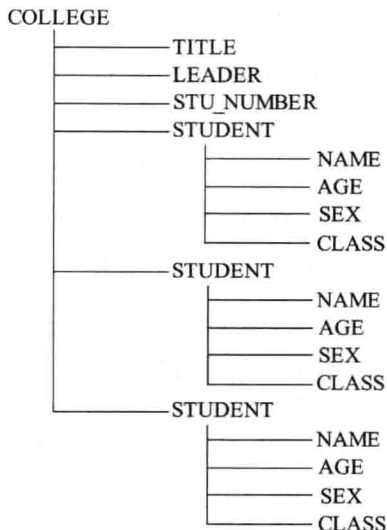 COLLEGE
TITLE
LEADER
STU_NUMBER
STUDENT
NAME
AGE
SEX
CLASS
STUDENT
NAME
AGE
SEX
CLASS
STUDENT
NAME
AGE
SEX
CLASS